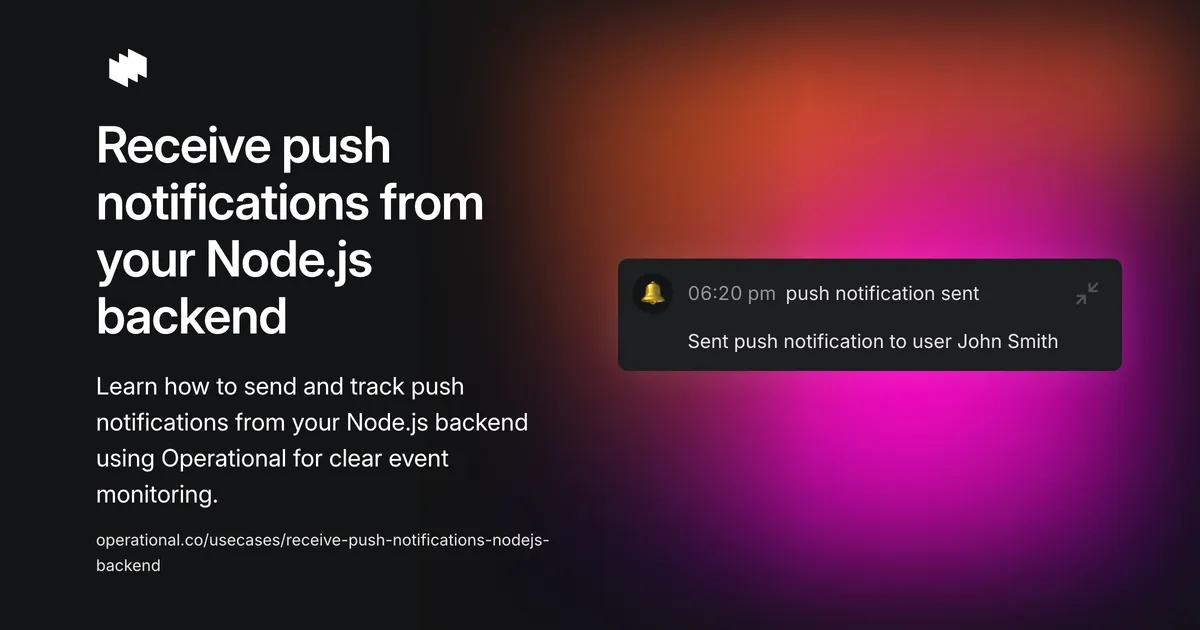 Receive push
notifications from
your Node.js
backend
Learn how to send and track push
notifications from your Node.js backend
using Operational for clear event
monitoring.
operational.co/usecases/receive-push-notifications-nodejs-
backend
06:20 pm push notification sent
Sent push notification to user John Smith